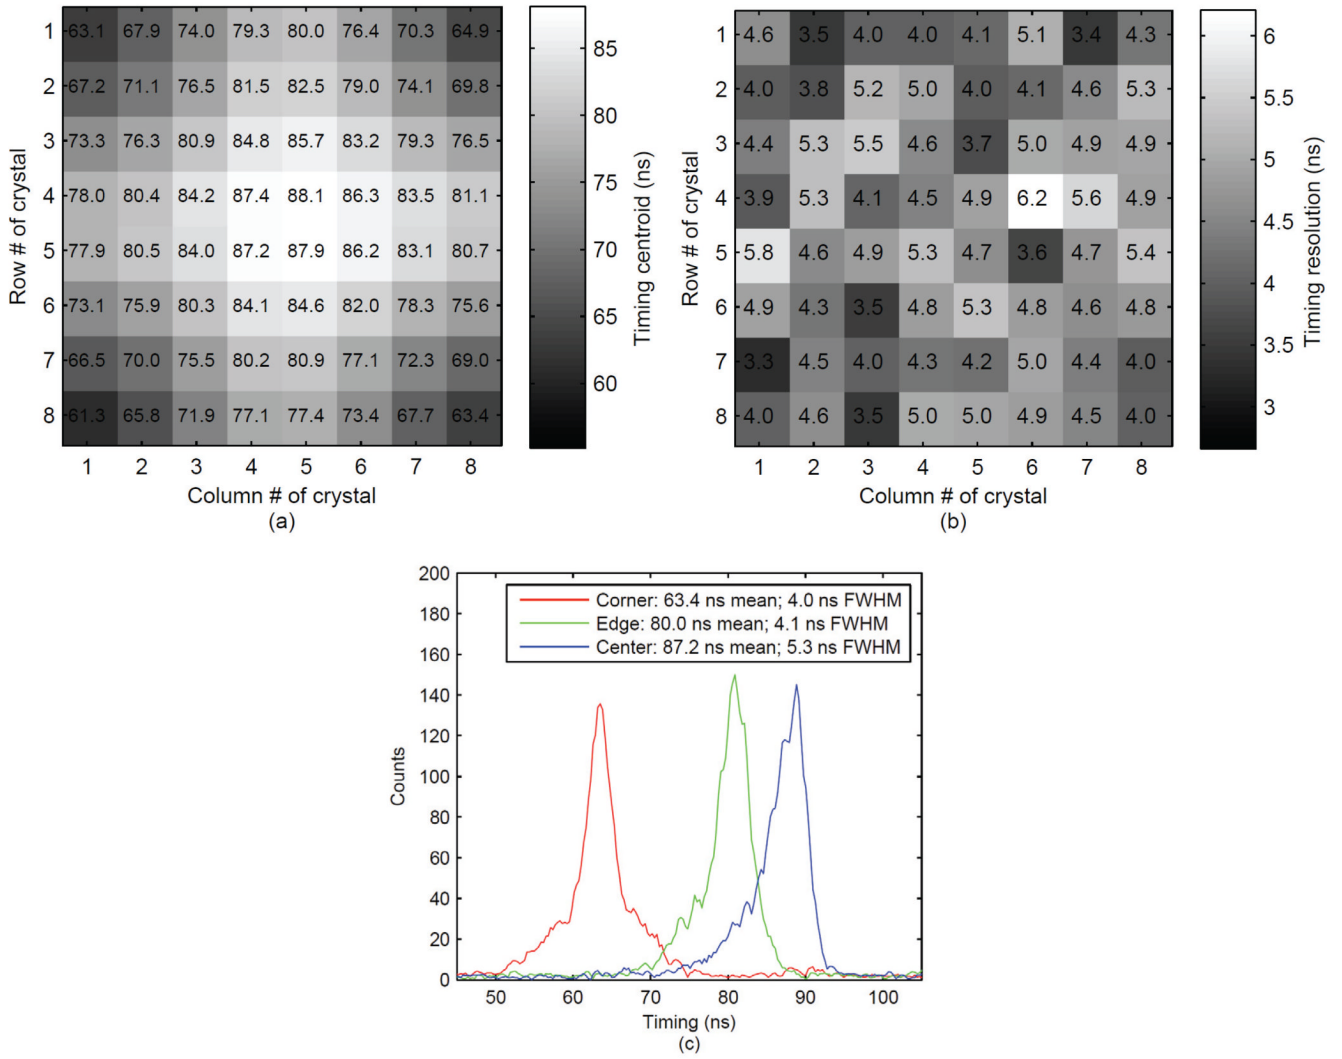 1 63.1 67.9 74.0 79.3 80.0 76.4 70.3 64.9
2 67.2 71.1 76.5 81.5 82.5 79.0 74.1 69.8
3 73.3 76.3 80.9 84.8 85.7 83.2 79.3 76.5
4 78.0 80.4 84.2 87.4 88.1 86.3 83.5 81.1
5 77.9 80.5 84.0 87.2 87.9 86.2 83.1 80.7
6 73.1 75.9 80.3 84.1 84.6 82.0 78.3 75.6
7 66.5 70.0 75.5 80.2 80.9 77.1 72.3 69.0
8 61.3 65.8 71.9 77.1 77.4 73.4 67.7 63.4
1 2 3 4 5 6 7 8
Row # of crystal
Column # of crystal
(a)
85
80
75
70
65
60
Timing centroid (ns)
1 4.6 3.5 4.0 4.0 4.1 5.1 3.4 4.3
2 4.0 3.8 5.2 5.0 4.0 4.1 4.6 5.3
3 4.4 5.3 5.5 4.6 3.7 5.0 4.9 4.9
4 3.9 5.3 4.1 4.5 4.9 6.2 5.6 4.9
5 5.8 4.6 4.9 5.3 4.7 3.6 4.7 5.4
6 4.9 4.3 3.5 4.8 5.3 4.8 4.6 4.8
7 3.3 4.5 4.0 4.3 4.2 5.0 4.4 4.0
8 4.0 4.6 3.5 5.0 5.0 4.9 4.5 4.0
1 2 3 4 5 6 7 8
Row # of crystal
Column # of crystal
(b)
6
5.5
5
4.5
4
3.5
3
Timing resolution (ns)
200
180
160
140
120
100
80
60
40
20
0
Counts
Corner: 63.4 ns mean; 4.0 ns FWHM
Edge: 80.0 ns mean; 4.1 ns FWHM
Center: 87.2 ns mean; 5.3 ns FWHM
50 60 70 80 90 100
Timing (ns)
(c)